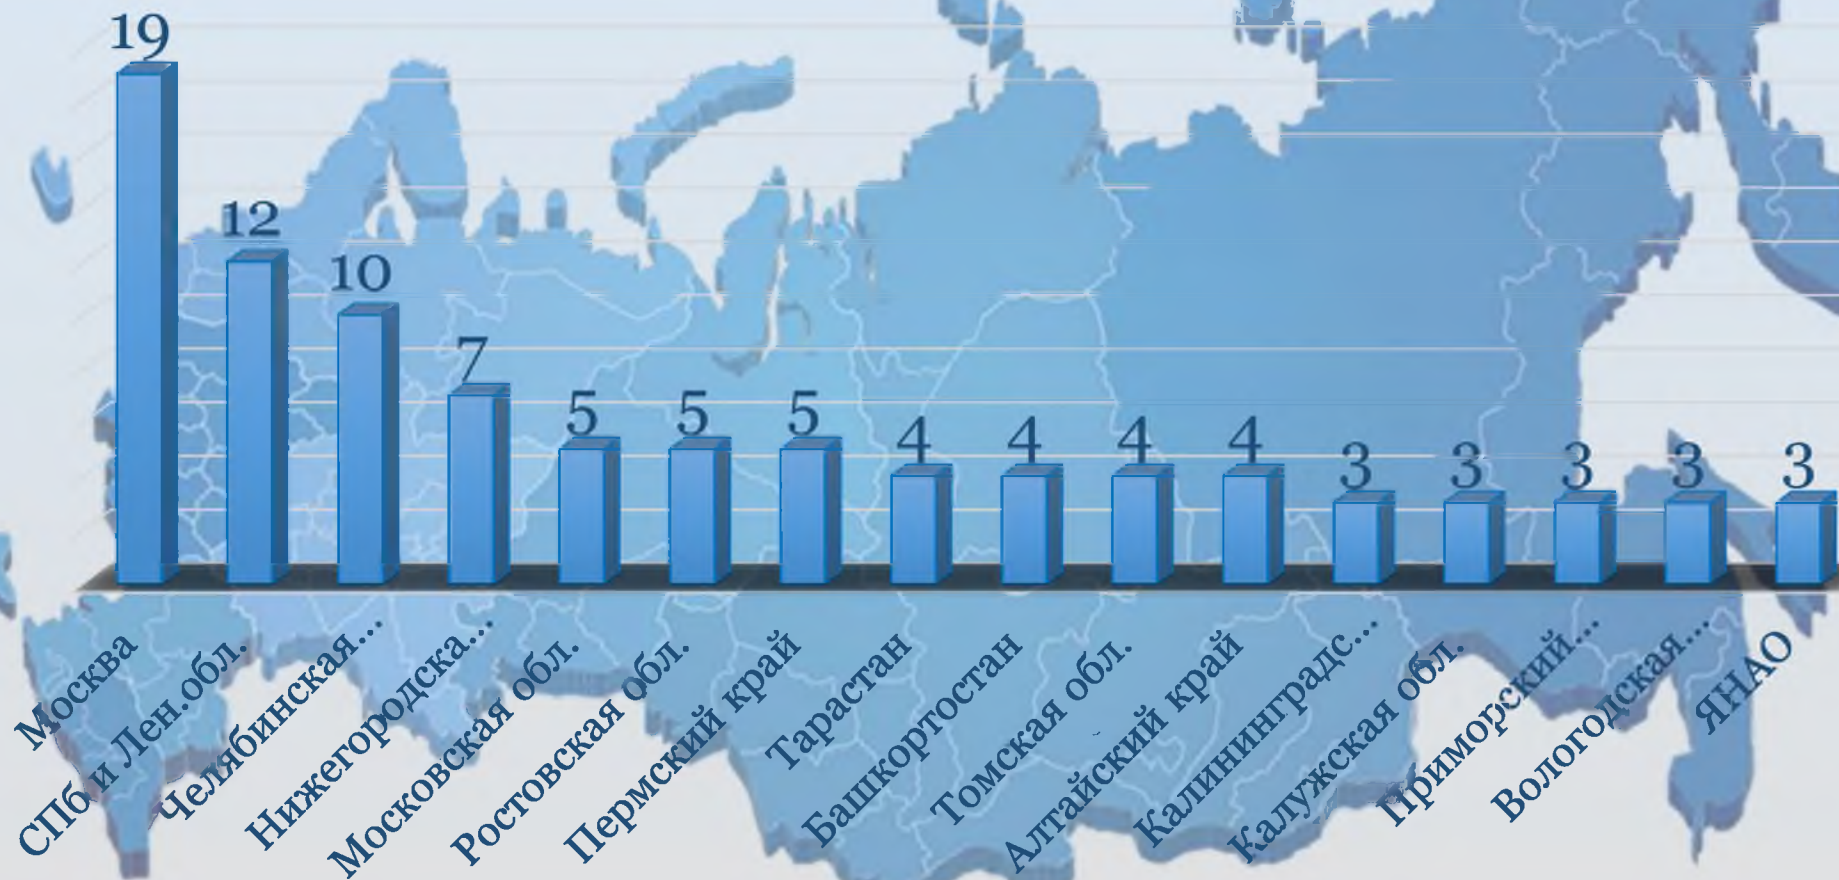 19
12
10
7
5
5
5
4
4
4
4
3
3
3
3
3
Москва
СПб и Лен.обл.
Челябинская...
Нижегородска...
Московская обл.
Ростовская обл.
Пермский край
Тарастан
Башкортостан
Томская обл.
Алтайский край
Калининградс...
Калужская обл.
Приморский...
Вологодская...
ЯНАО